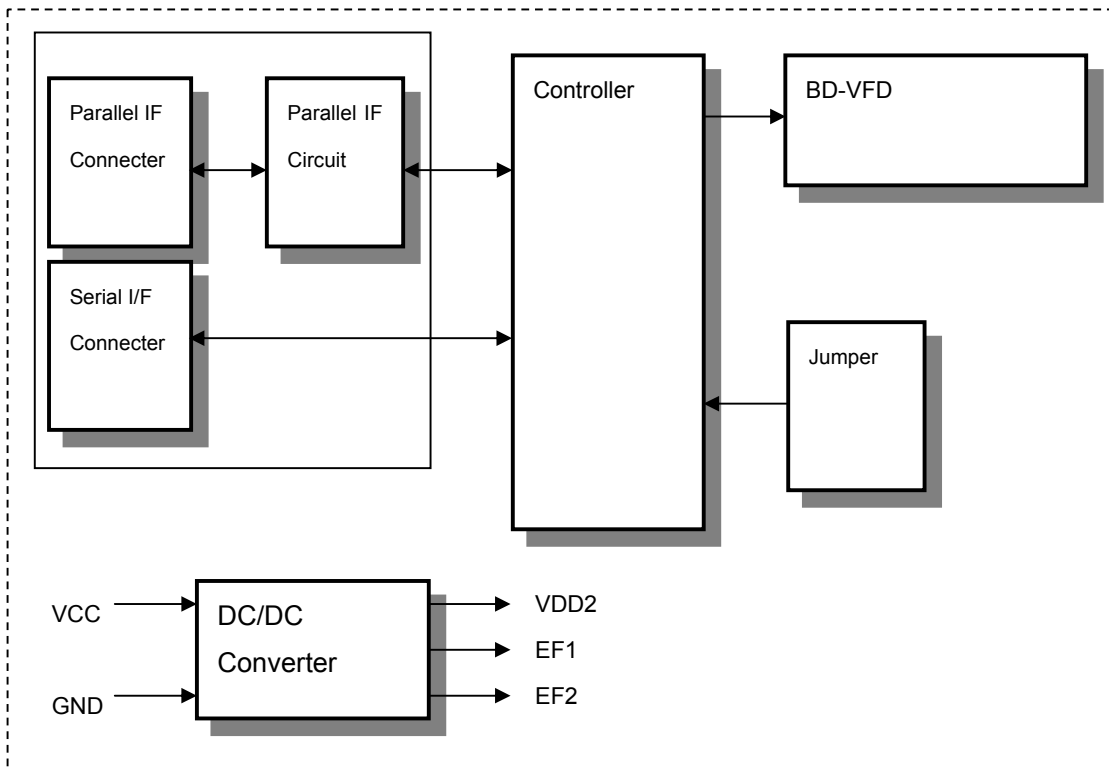 Parallel IF
Connecter
Parallel IF
Circuit
Serial I/F
Connecter
Controller
BD-VFD
Jumper
VCC
GND
DC/DC
Converter
VDD2
EF1
EF2